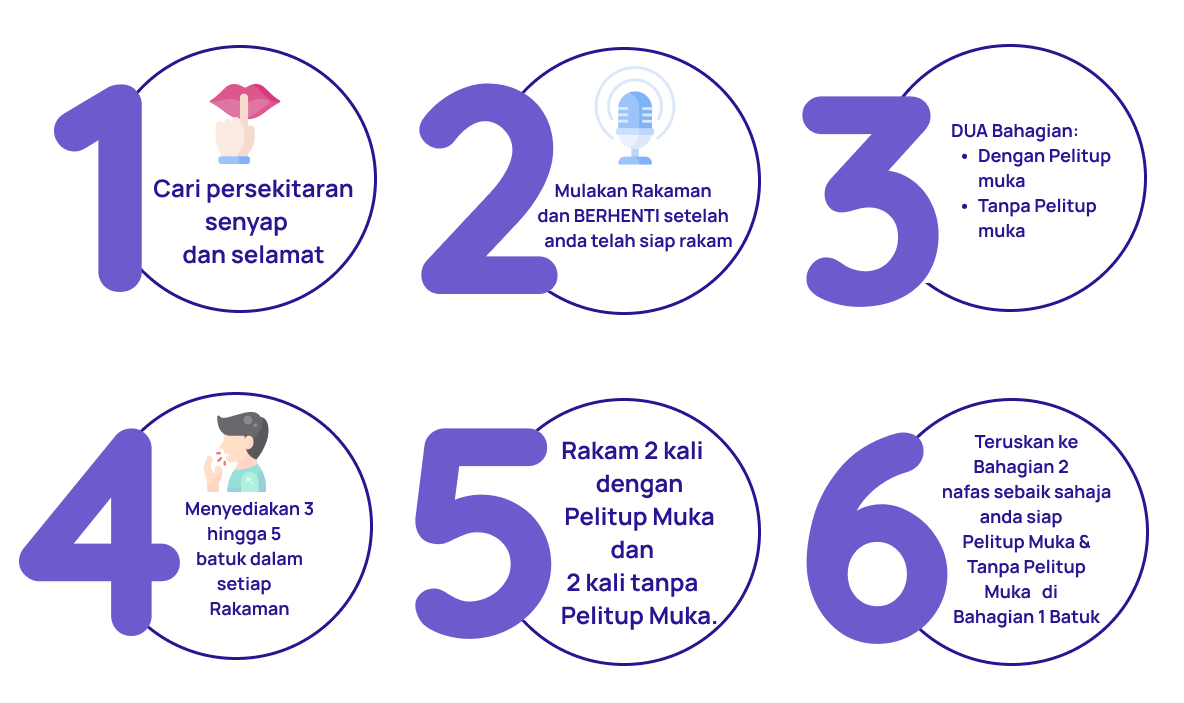 1
Cari persekitaran
senyap
dan selamat
2
Mulakan Rakaman
dan BERHENTI setelah
anda telah siap rakam
3
DUA Bahagian:
• Dengan Pelitup
muka
• Tanpa Pelitup
muka
4
Menyediakan 3
hingga 5
batuk dalam
setiap
Rakaman
5
Rakam 2 kali
dengan
Pelitup Muka
dan
2 kali tanpa
Pelitup Muka.
6
Teruskan ke
Bahagian 2
nafas sebaik sahaja
anda siap
Pelitup Muka &
Tanpa Pelitup
Muka di
Bahagian 1 Batuk